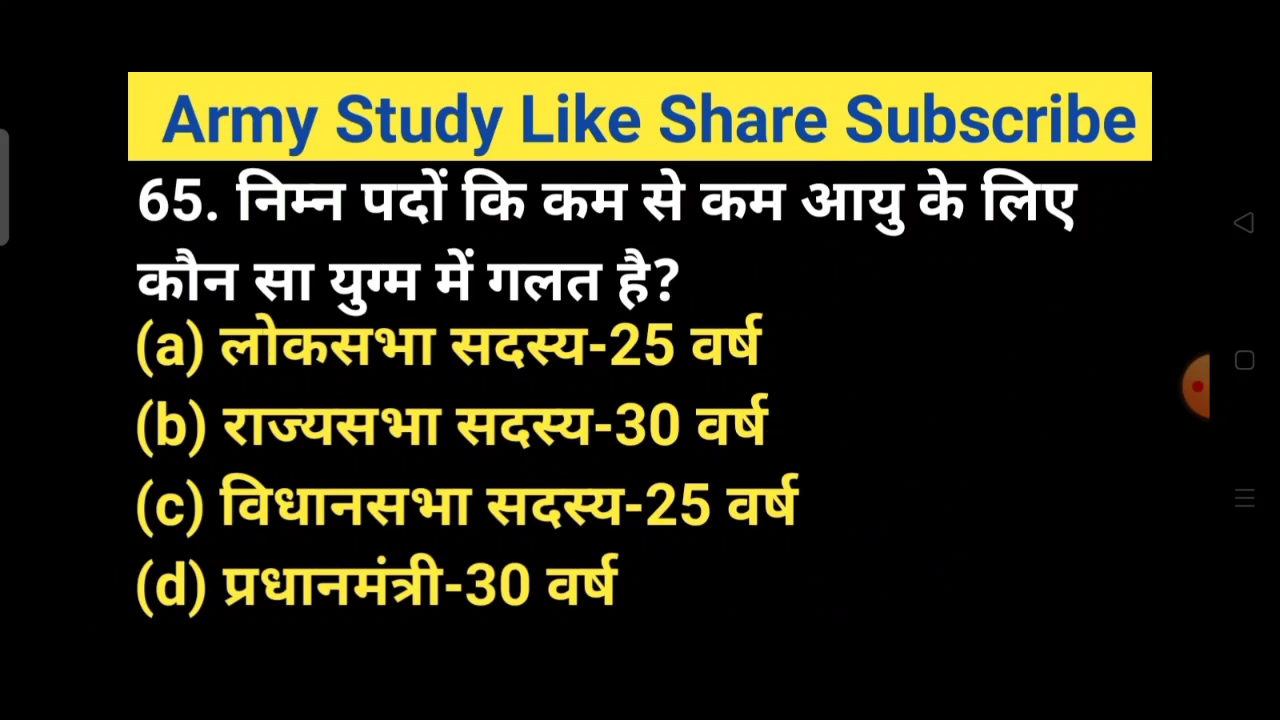 Army Study Like Share Subscribe
65. निम्न पदों कि कम से कम आयु के लिए
कौन सा युग्म में गलत है?
(a) लोकसभा सदस्य-25 वर्ष
(b) राज्यसभा सदस्य-30 वर्ष
(c) विधानसभा सदस्य-25 वर्ष
(d) प्रधानमंत्री-30 वर्ष